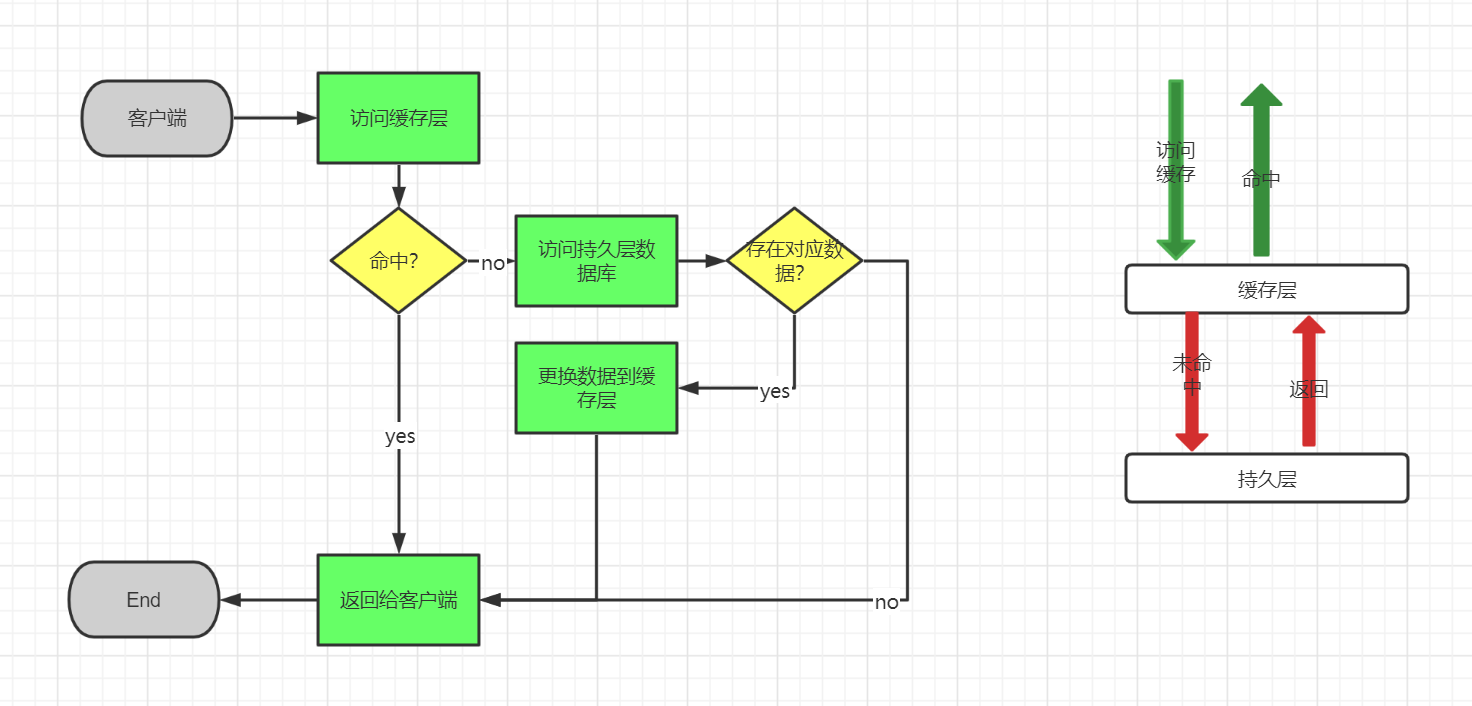 客户端
访问缓存层
命中？
no
访问持久层数
据库
存在对应数
据？
更换数据到缓
存层
yes
yes
End
返回给客户端
no
访问
缓存
命中
缓存层
未命
中
返回
持久层